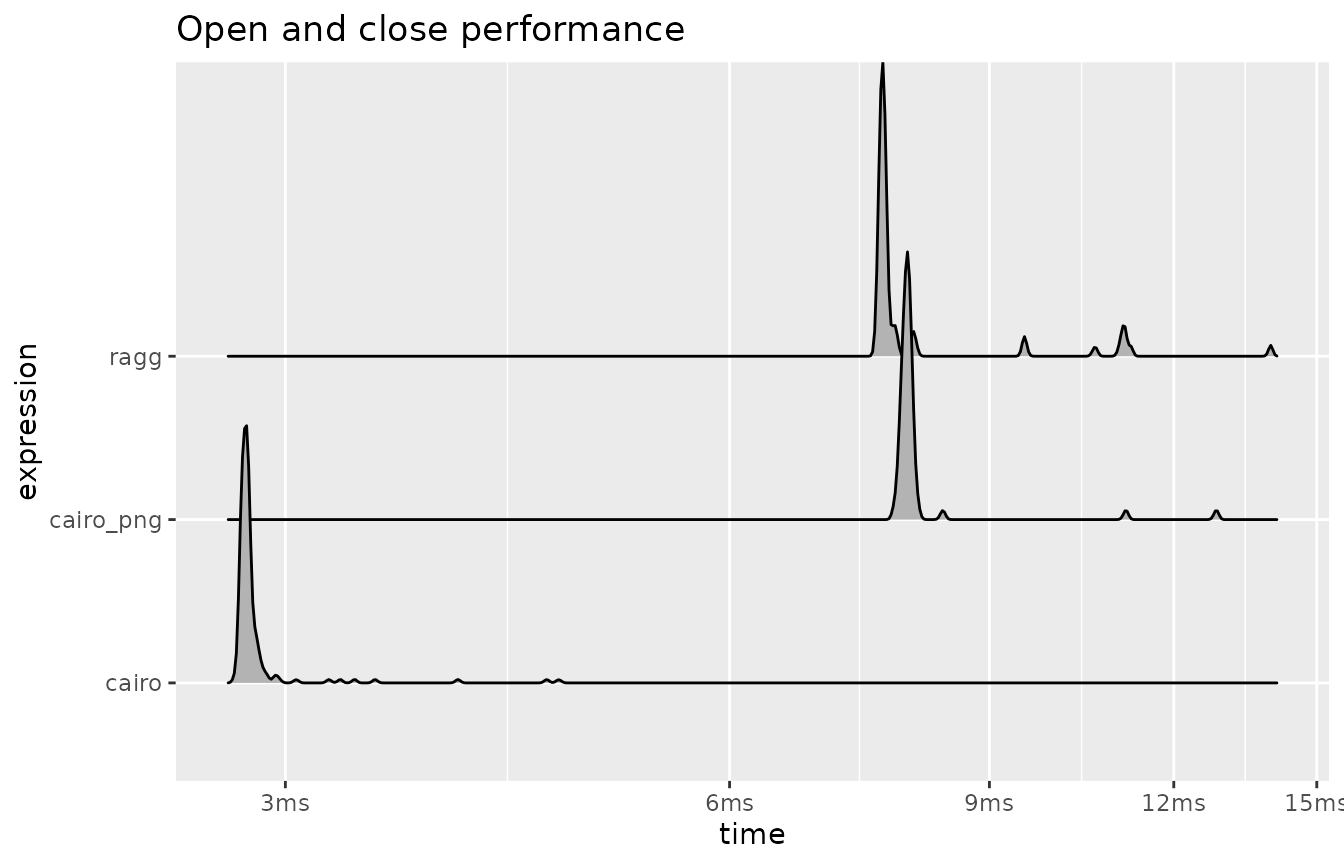 Open and close performance
expression
ragg
cairo_png
cairo
3ms
6ms
9ms
12ms
15ms
time